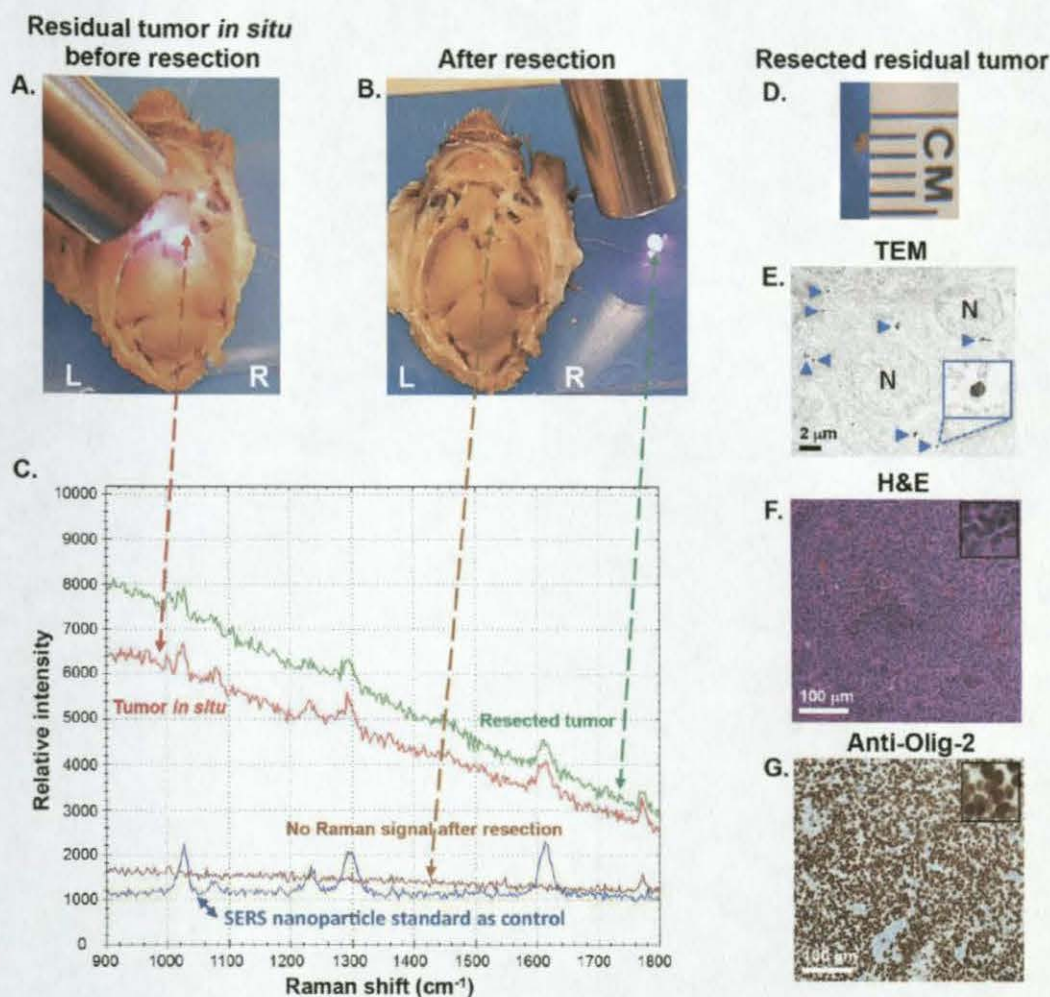 Residual tumor in situ
before resection
After resection
Resected residual tumor
A.
B.
D.
CM
L
R
L
R
TEM
E.
N
N
2 μm
H&E
F.
100 μm
Anti-Olig-2
G.
100 μm
C.
10000
9000
8000
7000
6000
5000
4000
3000
2000
1000
0
Relative intensity
Tumor in situ
Resected tumor
No Raman signal after resection
SERS nanoparticle standard as control
900
1000
1100
1200
1300
1400
1500
1600
1700
1800
Raman shift (cm⁻¹)